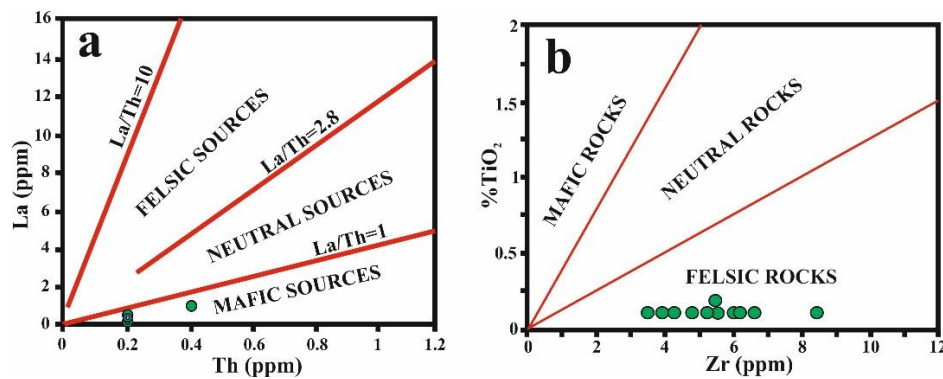 a
La (ppm)
16
14
12
10
8
6
4
2
0
La/Th=10
FELSIC SOURCES
La/Th=2.8
NEUTRAL SOURCES
La/Th=1
MAFIC SOURCES
0 0.2 0.4 0.6 0.8 1.0 1.2
Th (ppm)
b
%TiO2
2
1.5
1
0.5
0
MAFIC ROCKS
NEUTRAL ROCKS
FELSIC ROCKS
0 2 4 6 8 10 12
Zr (ppm)